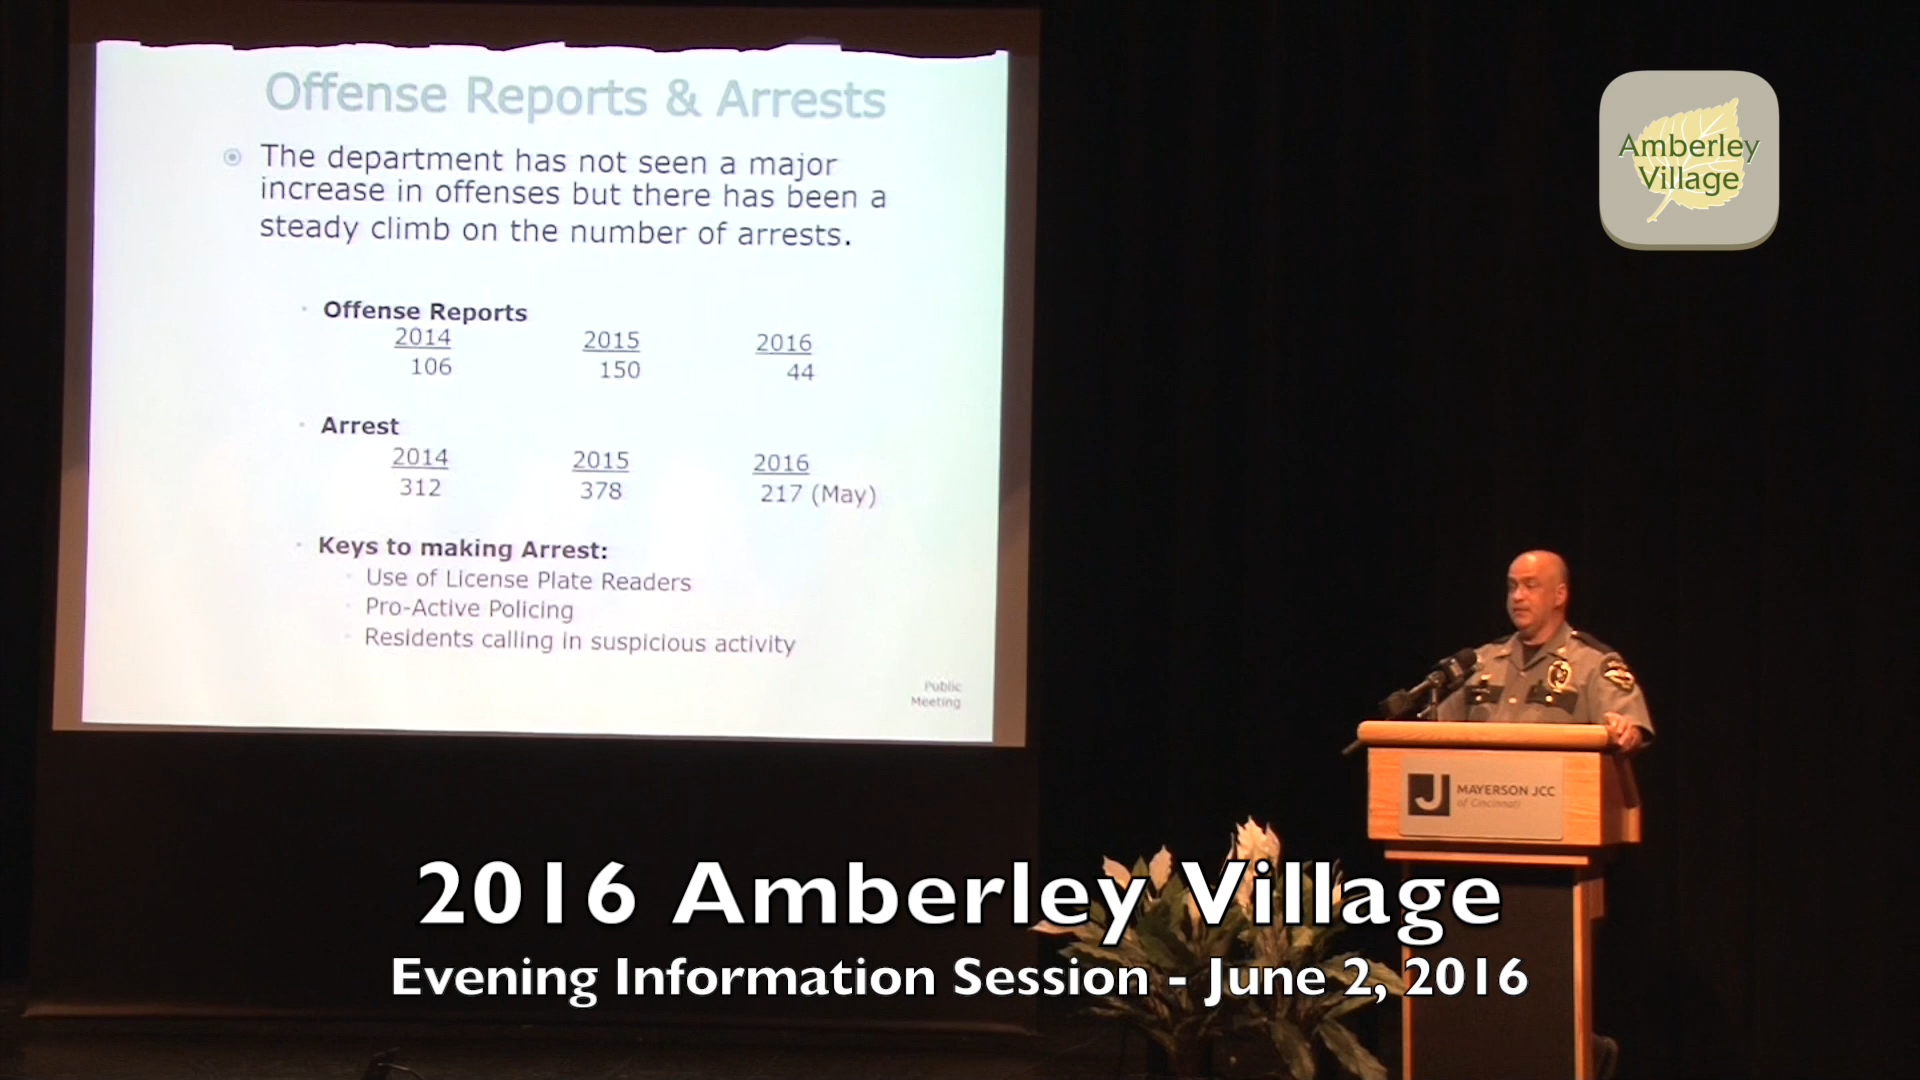 Offense Reports & Arrests
The department has not seen a major
increase in offenses but there has been a
steady climb on the number of arrests.
Offense Reports
2014 2015 2016
106 150 44
Arrest
2014 2015 2016
312 378 217 (May)
Keys to making Arrest:
Use of License Plate Readers
Pro-Active Policing
Residents calling in suspicious activity
Public
Meeting
Amberley
Village
J
MAYERSON JCC
of Cincinnati
2016 Amberley Village
Evening Information Session - June 2, 2016